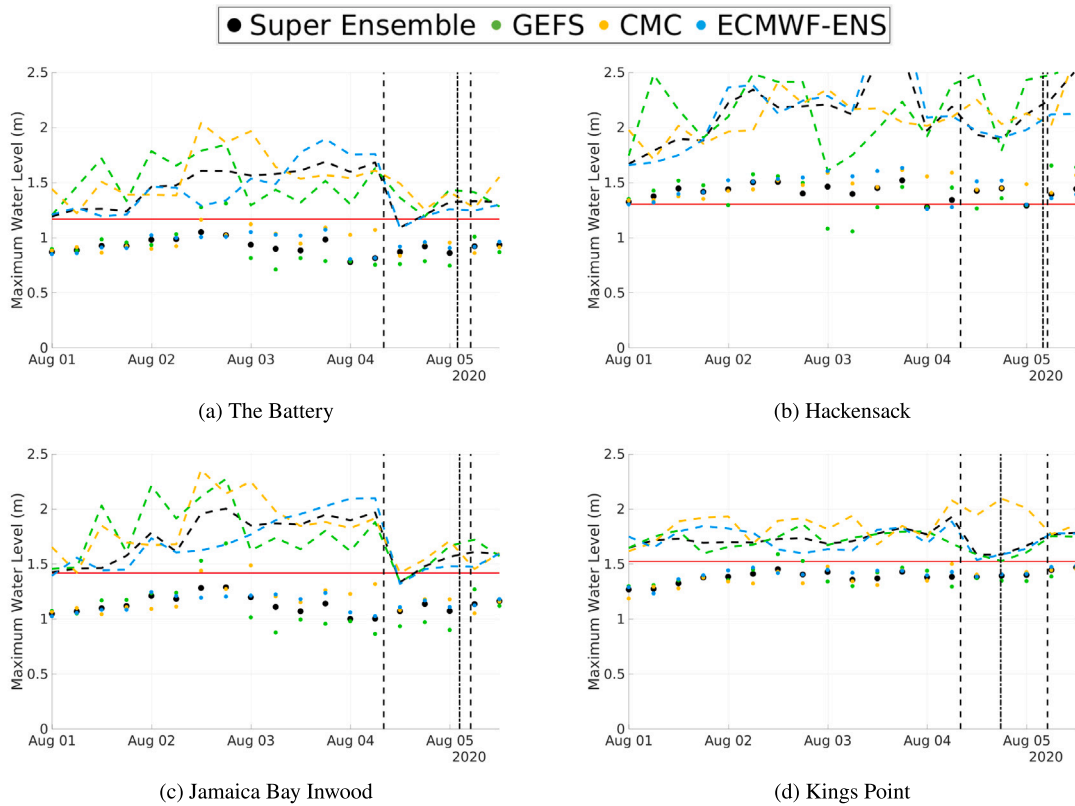 Super Ensemble GEFS CMC ECMWF-ENS
Maximum Water Level (m)
2.5
2
1.5
1
0.5
0
Aug 01 Aug 02 Aug 03 Aug 04 Aug 05
2020
(a) The Battery
Maximum Water Level (m)
2.5
2
1.5
1
0.5
0
Aug 01 Aug 02 Aug 03 Aug 04 Aug 05
2020
(b) Hackensack
Maximum Water Level (m)
2.5
2
1.5
1
0.5
0
Aug 01 Aug 02 Aug 03 Aug 04 Aug 05
2020
(c) Jamaica Bay Inwood
Maximum Water Level (m)
2.5
2
1.5
1
0.5
0
Aug 01 Aug 02 Aug 03 Aug 04 Aug 05
2020
(d) Kings Point